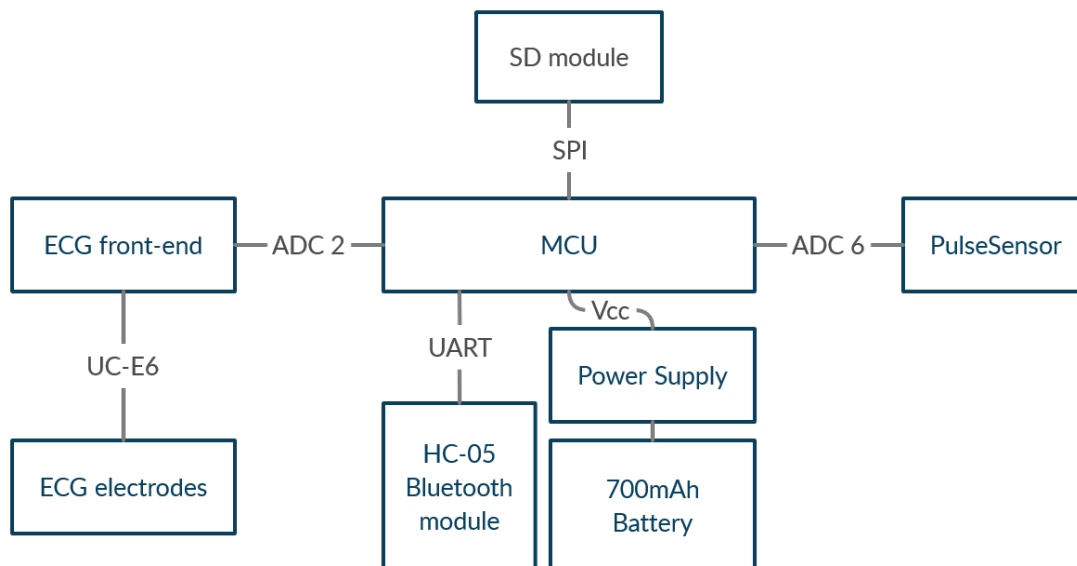 SD module
SPI
ECG front-end
ADC 2
MCU
ADC 6
PulseSensor
Vcc
UC-E6
UART
Power Supply
ECG electrodes
HC-05
Bluetooth
module
700mAh
Battery